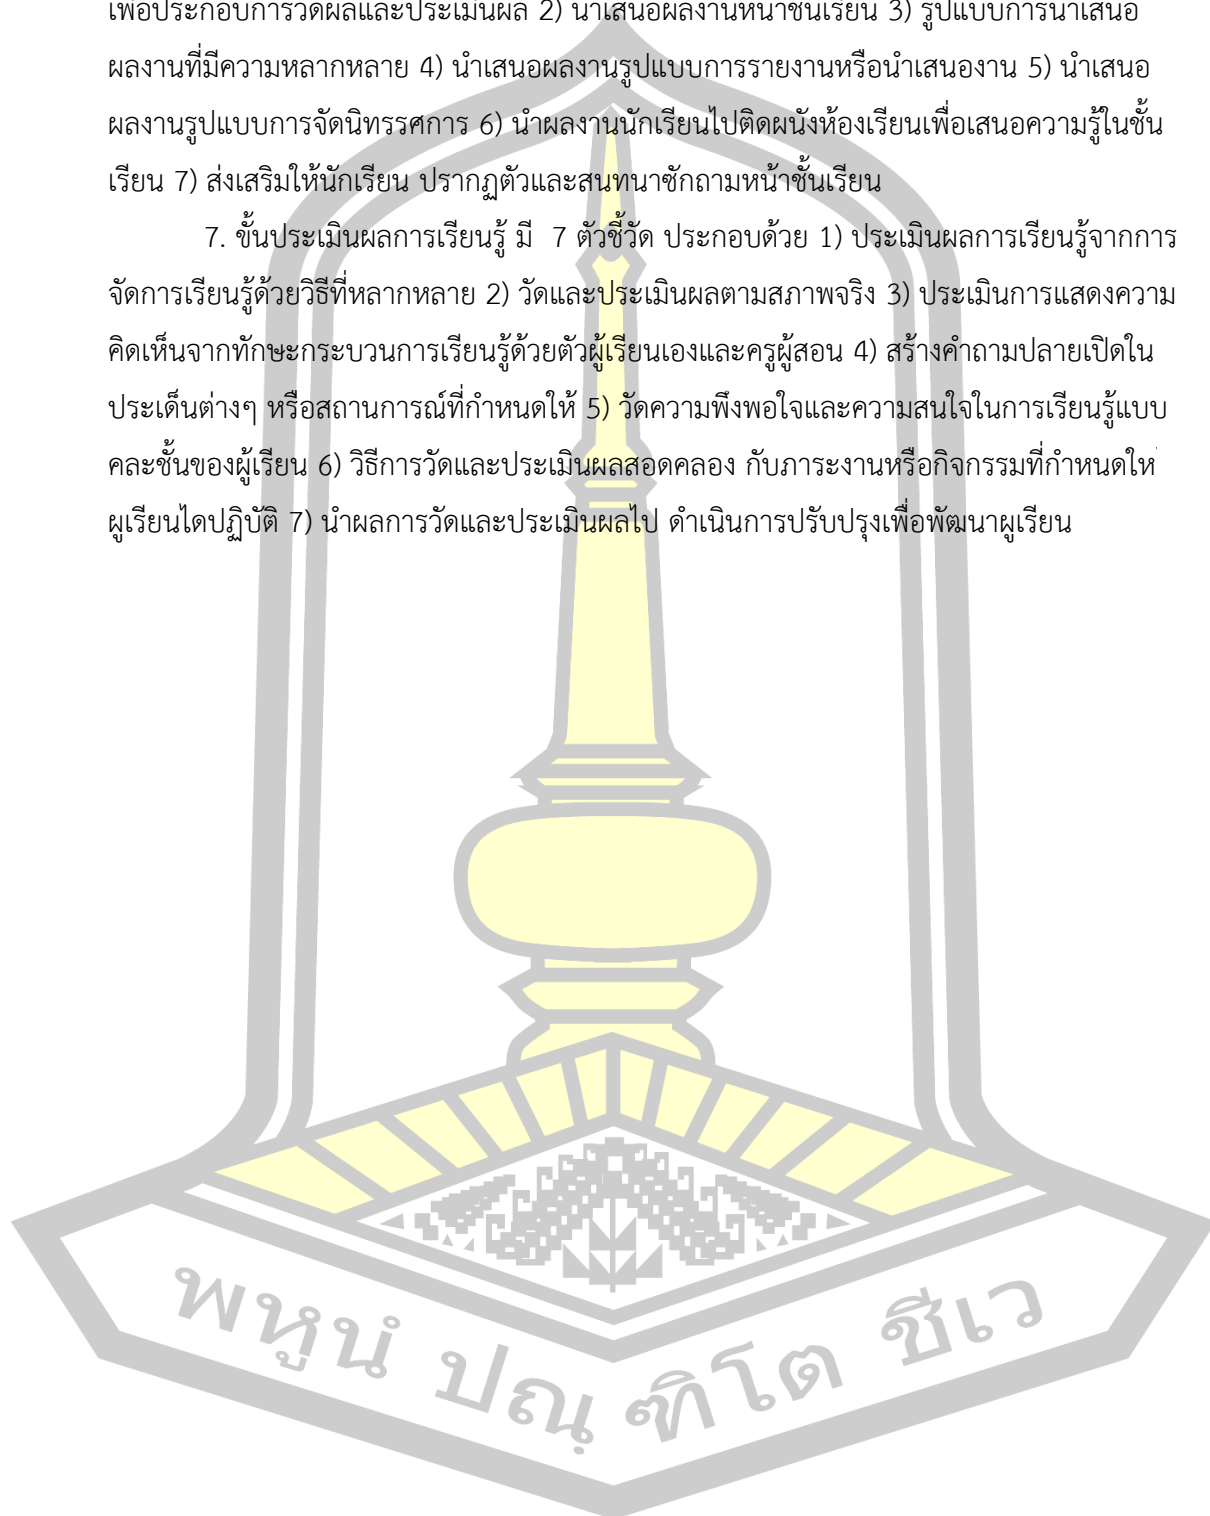 เพื่อประกอบการวัดผลและประเมินผล 2) นำเสนอผลงานหน้าชั้นเรียน 3) รูปแบบการนำเสนอ
ผลงานที่มีความหลากหลาย 4) นำเสนอผลงานรูปแบบการรายงานหรือนำเสนองาน 5) นำเสนอ
ผลงานรูปแบบการจัดนิทรรศการ 6) นำผลงานนักเรียนไปติดผนังห้องเรียนเพื่อเสนอความรู้ในชั้น
เรียน 7) ส่งเสริมให้นักเรียน ปรากฏตัวและสนทนาซักถามหน้าชั้นเรียน
7. ขั้นประเมินผลการเรียนรู้ มี 7 ตัวชี้วัด ประกอบด้วย 1) ประเมินผลการเรียนรู้จากการ
จัดการเรียนรู้ด้วยวิธีที่หลากหลาย 2) วัดและประเมินผลตามสภาพจริง 3) ประเมินการแสดงความ
คิดเห็นจากทักษะกระบวนการเรียนรู้ด้วยตัวผู้เรียนเองและครูผู้สอน 4) สร้างคำถามปลายเปิดใน
ประเด็นต่างๆ หรือสถานการณ์ที่กำหนดให้ 5) วัดความพึงพอใจและความสนใจในการเรียนรู้แบบ
คละชั้นของผู้เรียน 6) วิธีการวัดและประเมินผลสอดคลอง กับภาระงานหรือกิจกรรมที่กำหนดให้
ผูเรียนไดปฏิบัติ 7) นำผลการวัดและประเมินผลไป ดำเนินการปรับปรุงเพื่อพัฒนาผูเรียน
พหูนํ ปณฺฑิโต ชีเว